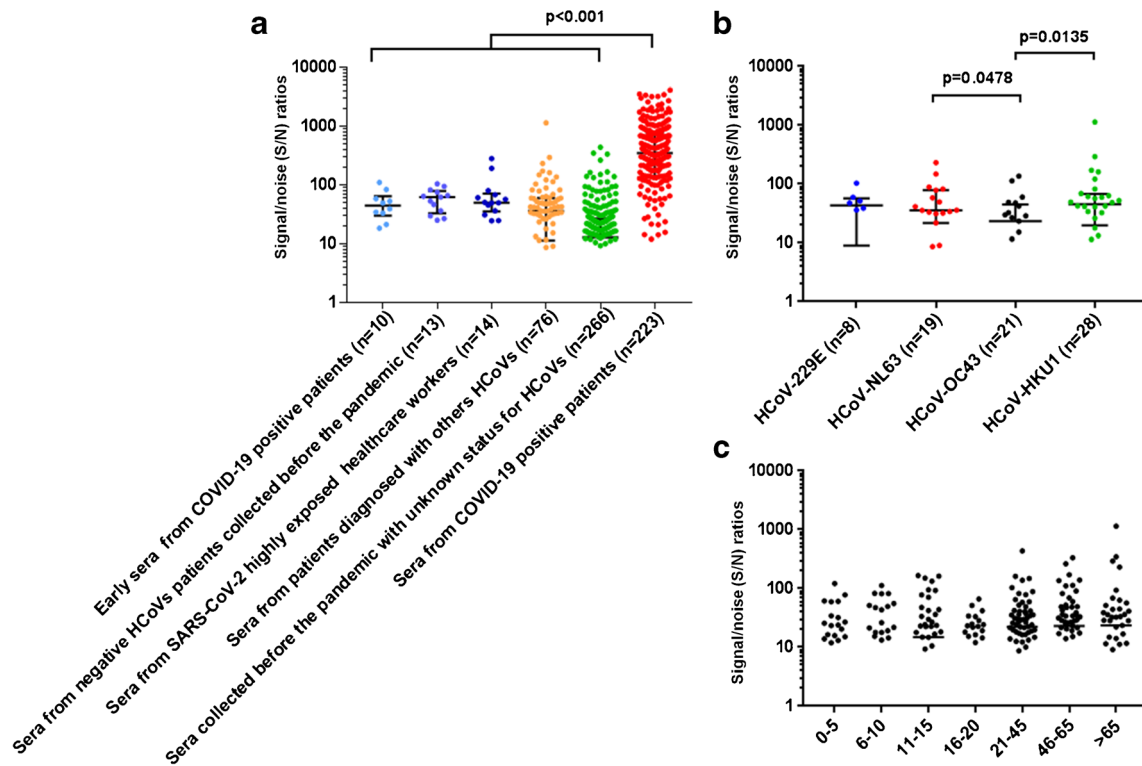 a
p<0.001
Signal/noise (S/N) ratios
10000
1000
100
10
1
Early sera from COVID-19 positive patients (n=10)
Sera from negative HCoVs patients collected before the pandemic (n=13)
Sera from SARS-CoV-2 highly exposed healthcare workers (n=14)
Sera from patients diagnosed with others HCoVs (n=76)
Sera collected before the pandemic with unknown status for HCoVs (n=266)
Sera from COVID-19 positive patients (n=223)
b
p=0.0135
p=0.0478
Signal/noise (S/N) ratios
10000
1000
100
10
1
HCoV-229E (n=8)
HCoV-NL63 (n=19)
HCoV-OC43 (n=21)
HCoV-HKU1 (n=28)
c
Signal/noise (S/N) ratios
10000
1000
100
10
1
0-5
6-10
11-15
16-20
21-45
46-65
>65